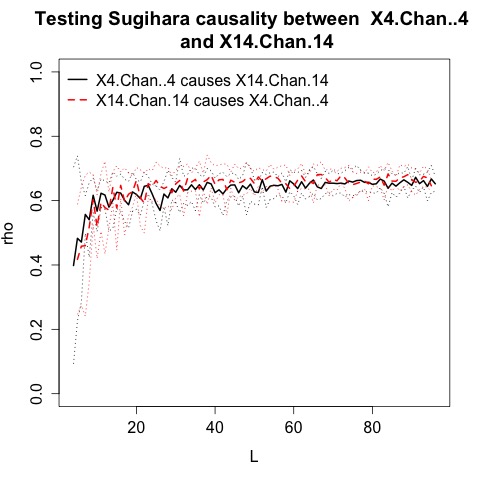 Testing Sugihara causality between X4.Chan..4
and X14.Chan.14
X4.Chan..4 causes X14.Chan.14
X14.Chan.14 causes X4.Chan..4
1.0
0.8
0.6
0.4
0.2
0.0
rho
20 40 60 80
L